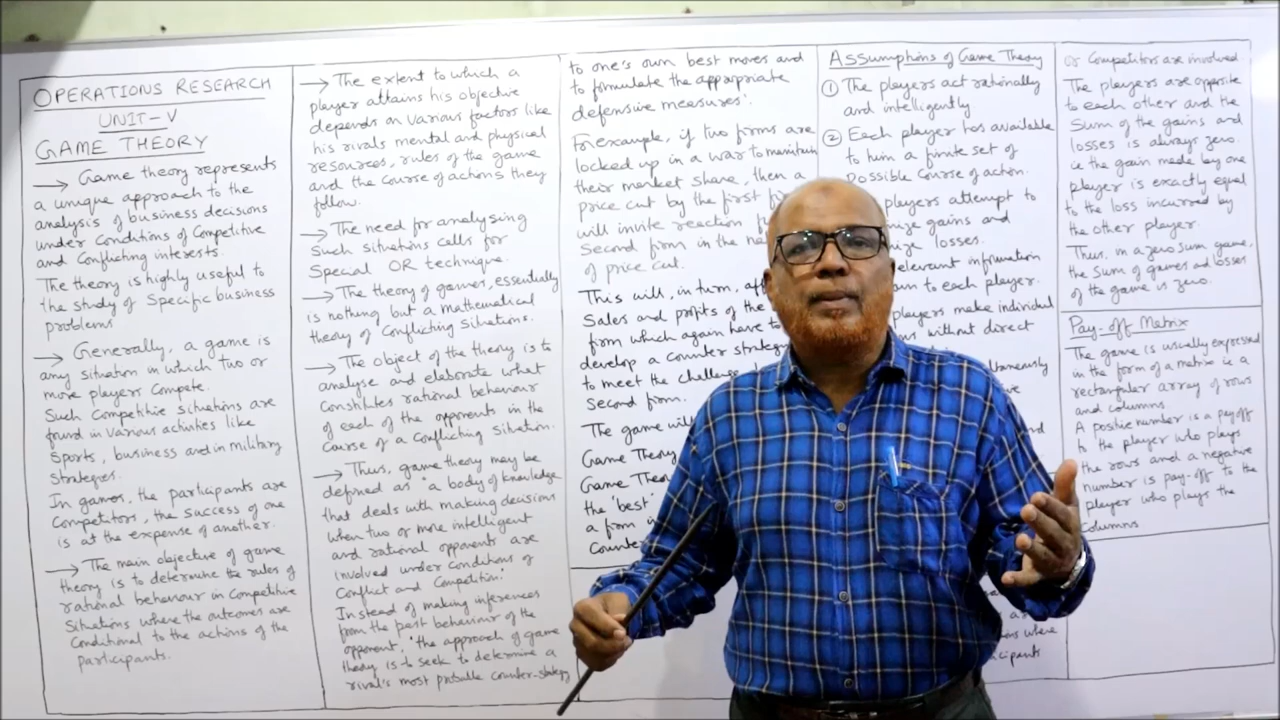 OPERATIONS RESEARCH
UNIT-V
GAME THEORY
→ Game theory represents
a unique approach to the
analysis of business decisions
under Conditions of Competitive
and Conflicting interests.
The theory is highly useful to
the study of Specific business
problems
→ Generally, a game is
any situation in which two or
more players Compete.
Such Competitive situations are
found in various activities like
Sports, business and in military
Strategies.
In games, the participants are
Competitors, the success of one
is at the expense of another.
→ The main objective of game
theory is to determine the rules of
rational behaviour in Competitive
Situations where the outcomes are
Conditional to the actions of the
participants.
→ The extent to which a
player attains his objective
depends on various factors like
his rivals mental and physical
resources, rules of the game
and the Course of actions they
follow.
→ The need for analysing
Such situations calls for
Special OR technique.
→ The theory of games, essentially
is nothing but a mathematical
theory of 'Conflicting Situations.
→ The object of the theory is to
analyse and elaborate what
Constitutes rational behaviour
of each of the opponents in the
Course of a Conflicting Situation.
→ Thus, game theory may be
defined as "a body of knowledge
that deals with making decisions
when two or more intelligent
and rational opponents are
involved under conditions of
Conflict and Competition."
Instead of making inferences
from the past behaviour of the
opponent, "the approach of game
theory is to seek to determine a
rival's most probable counter-strategy
to one's own best moves and
to formulate the appropriate
defensive measures".
For example, if two firms are
locked up in a war to maintain
their market share, then a
price cut by the first
will invite reaction
Second firm in the
of price cut.
This will, in turn,
Sales and profits of the
firm which again have to
develop a counter
to meet the challenge
Second firm.
The game will
Game Theory
Game
the 'best'
a firm
Counter
Assumptions of Game Theory
① The players act rationally
and intelligently
② Each player has available
to him a finite set of
Possible Course of action.
players attempt to
gains and
losses.
relevant information
to each player.
players make individual
without direct
where
or Competitors are involved
The players are opposite
to each other and the
Sum of the gains and
losses is always zero.
i.e the gain made by one
player is exactly equal
to the loss incurred by
the other player.
Thus, in a zero sum game,
the sum of games and losses
of the game is zero.
Pay-off Matrix
The game is usually expressed
in the form of a matrix i.e a
rectangular array of rows
and columns
A positive number is a pay off
to the player who plays
the rows and a negative
number is pay-off to the
player who plays the
Columns